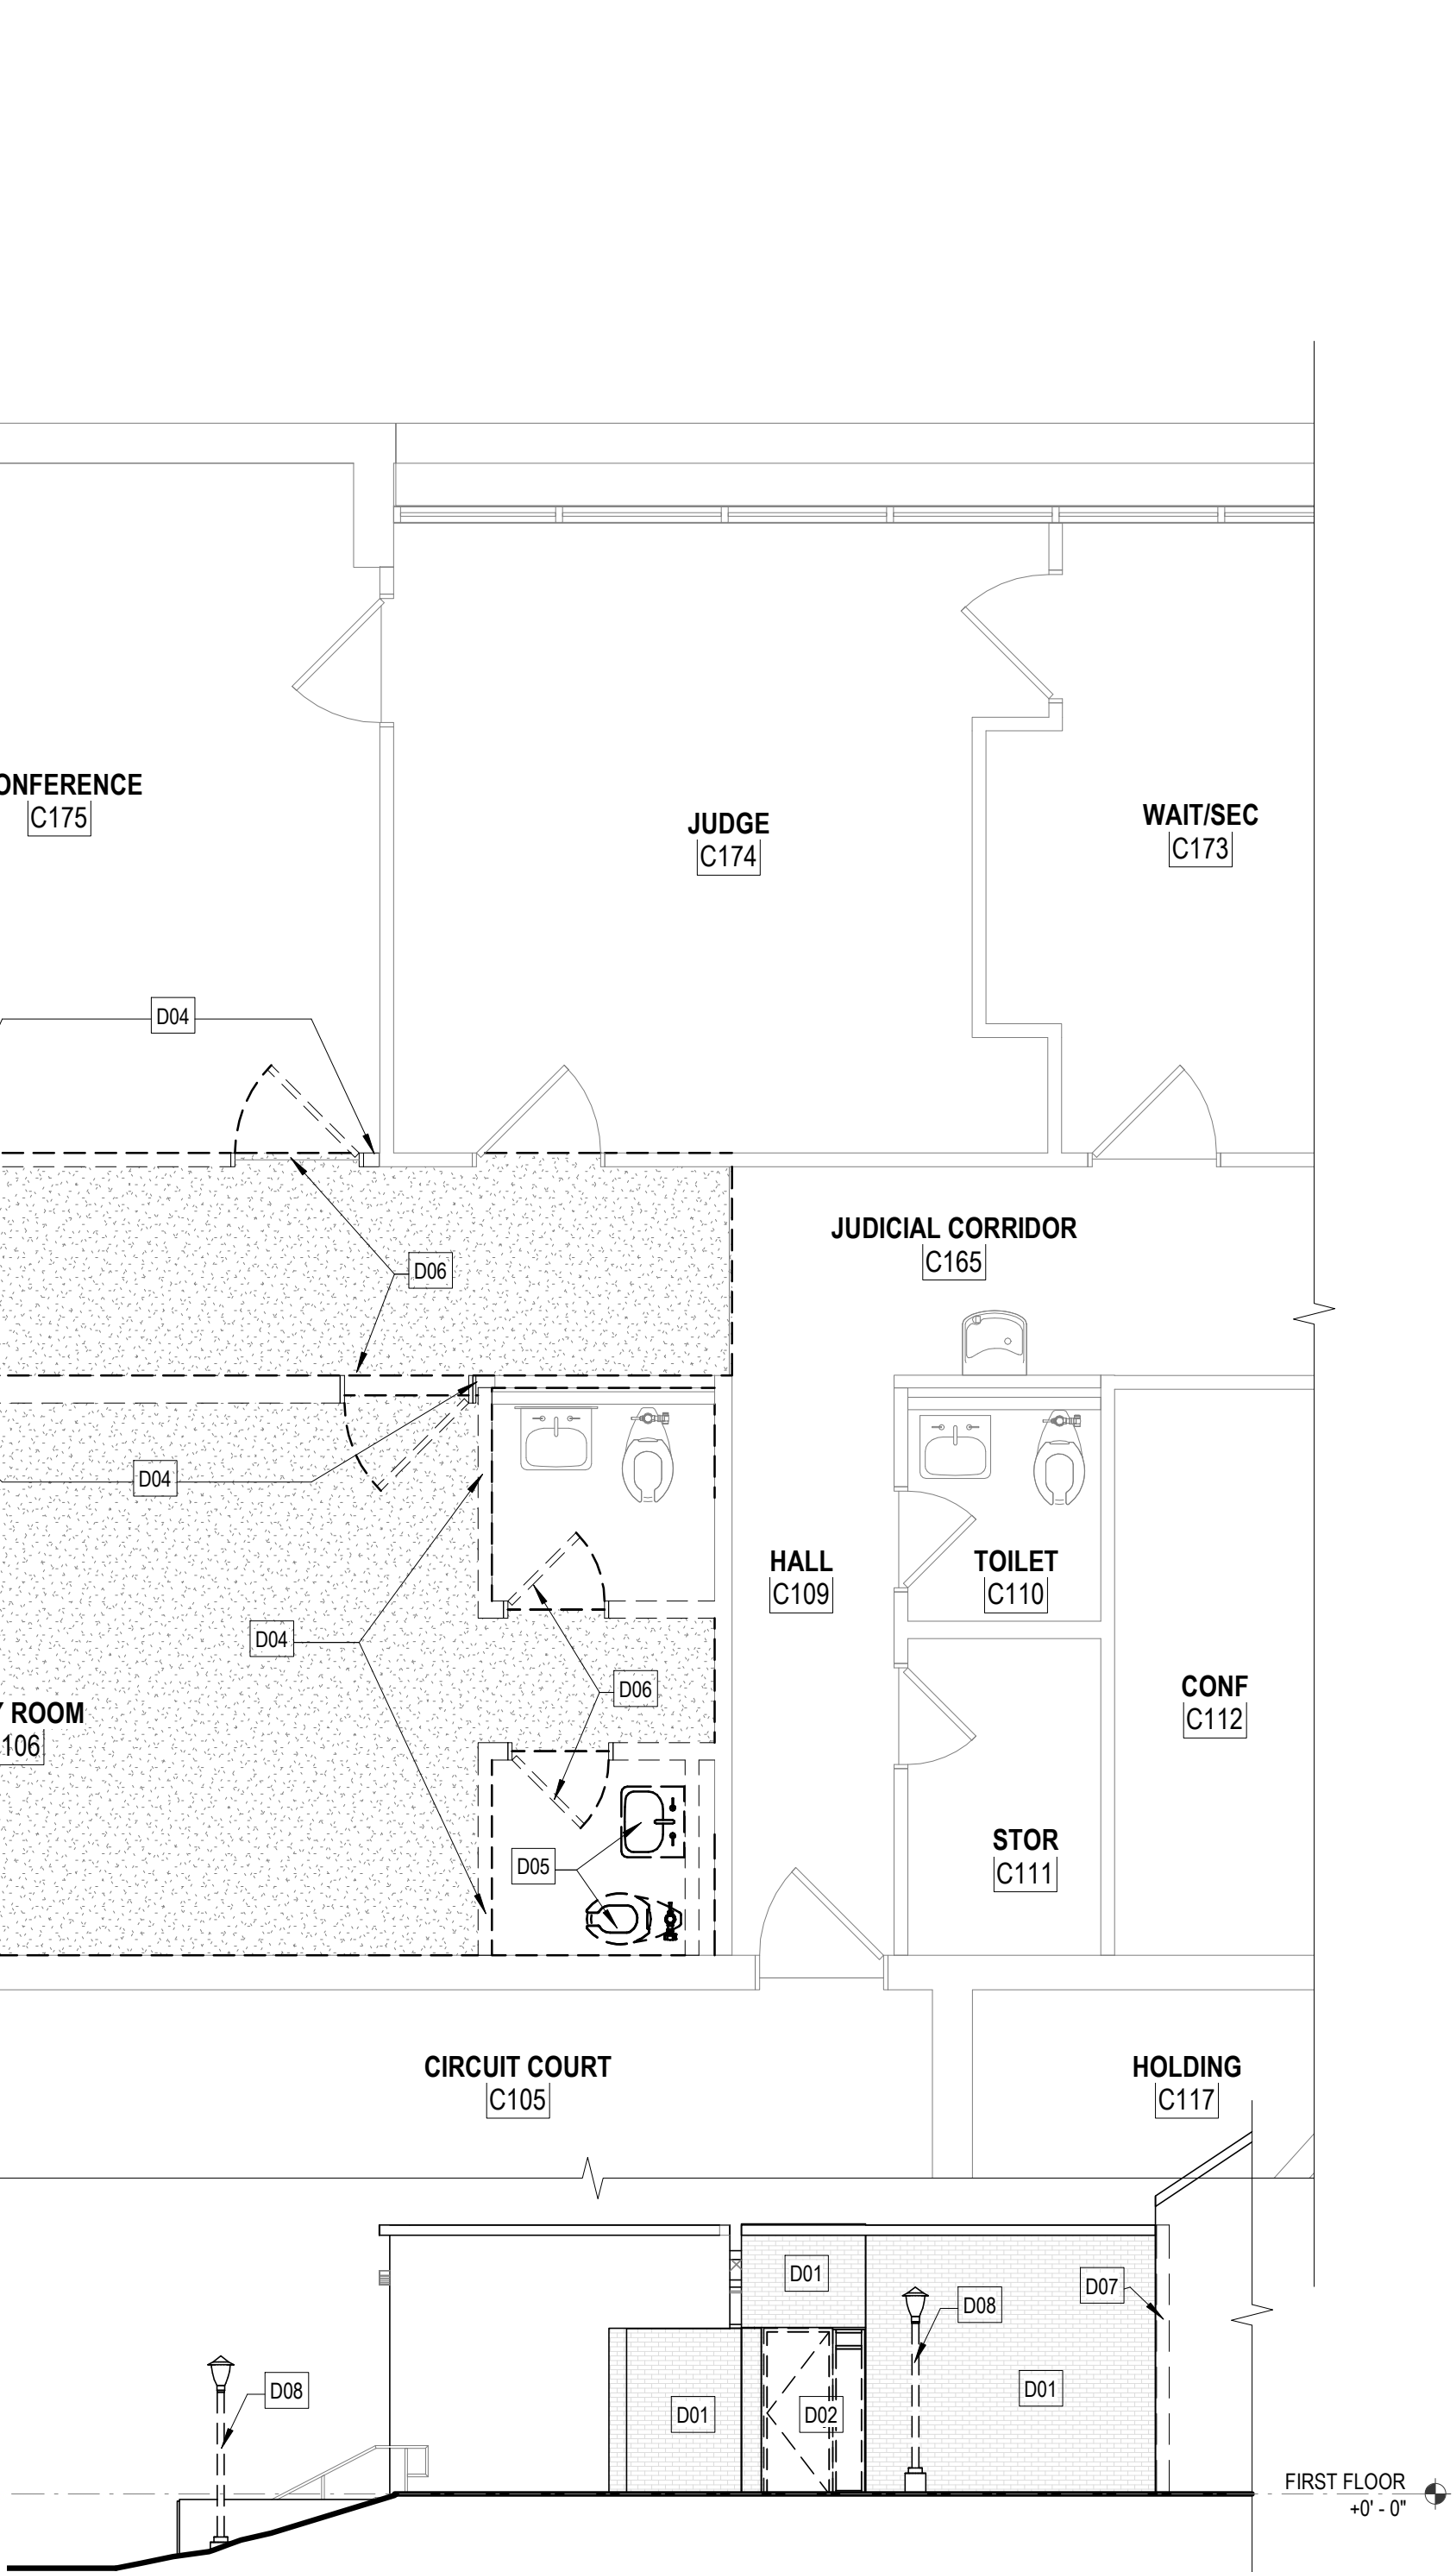 ONFERENCE
C175
JUDGE
C174
WAIT/SEC
C173
D04
JUDICIAL CORRIDOR
C165
D06
D04
HALL
C109
TOILET
C110
D04
D06
CONF
C112
Y ROOM
106
STOR
C111
D05
CIRCUIT COURT
C105
HOLDING
C117
D01
D07
D08
D08
D01
D01
D02
FIRST FLOOR
+0' - 0"